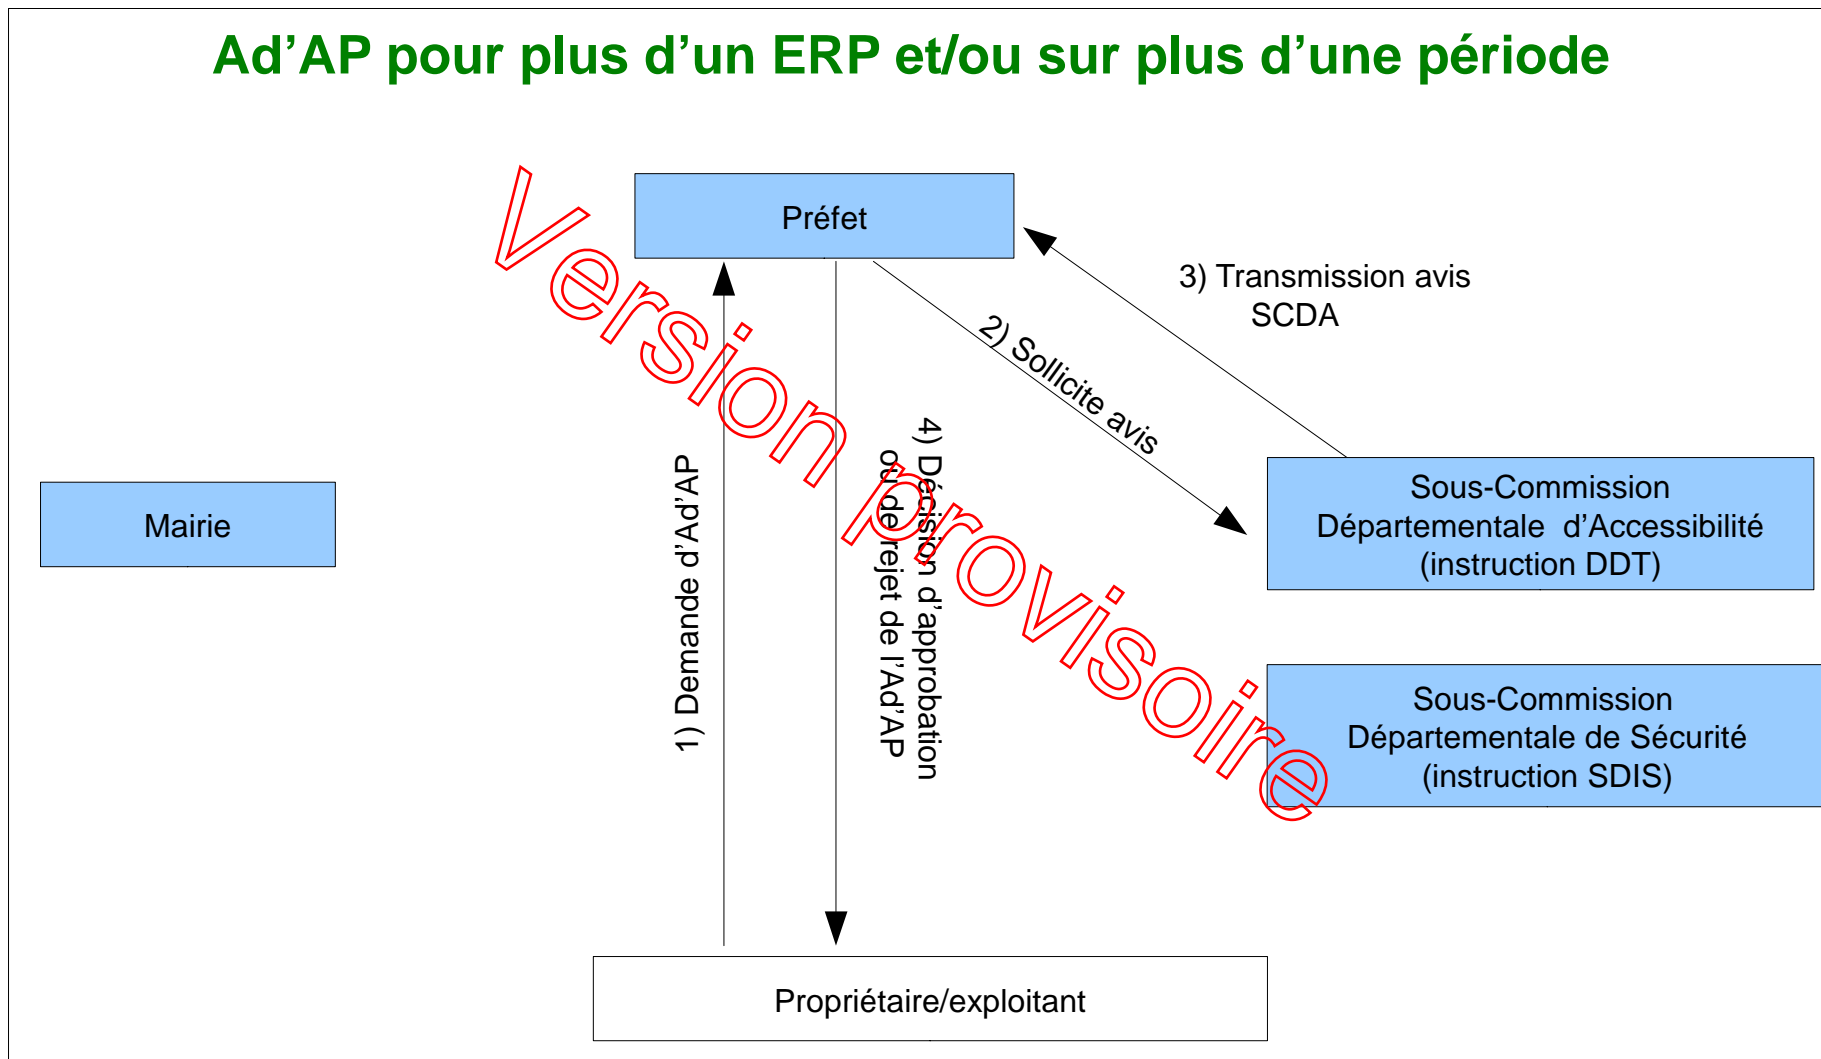 Ad’AP pour plus d’un ERP et/ou sur plus d’une période
Préfet
3) Transmission avis
SCDA
2) Sollicite avis
4) Décision d’approbation
ou de rejet de l’Ad’AP
1) Demande d’Ad’AP
Mairie
Sous-Commission
Départementale d’Accessibilité
(instruction DDT)
Sous-Commission
Départementale de Sécurité
(instruction SDIS)
Propriétaire/exploitant
Version provisoire